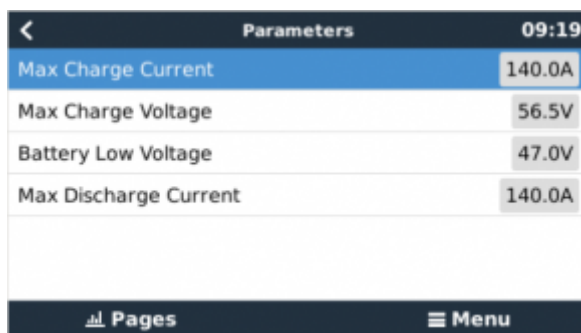 Parameters 09:19
Max Charge Current 140.0A
Max Charge Voltage 56.5V
Battery Low Voltage 47.0V
Max Discharge Current 140.0A
Pages Menu